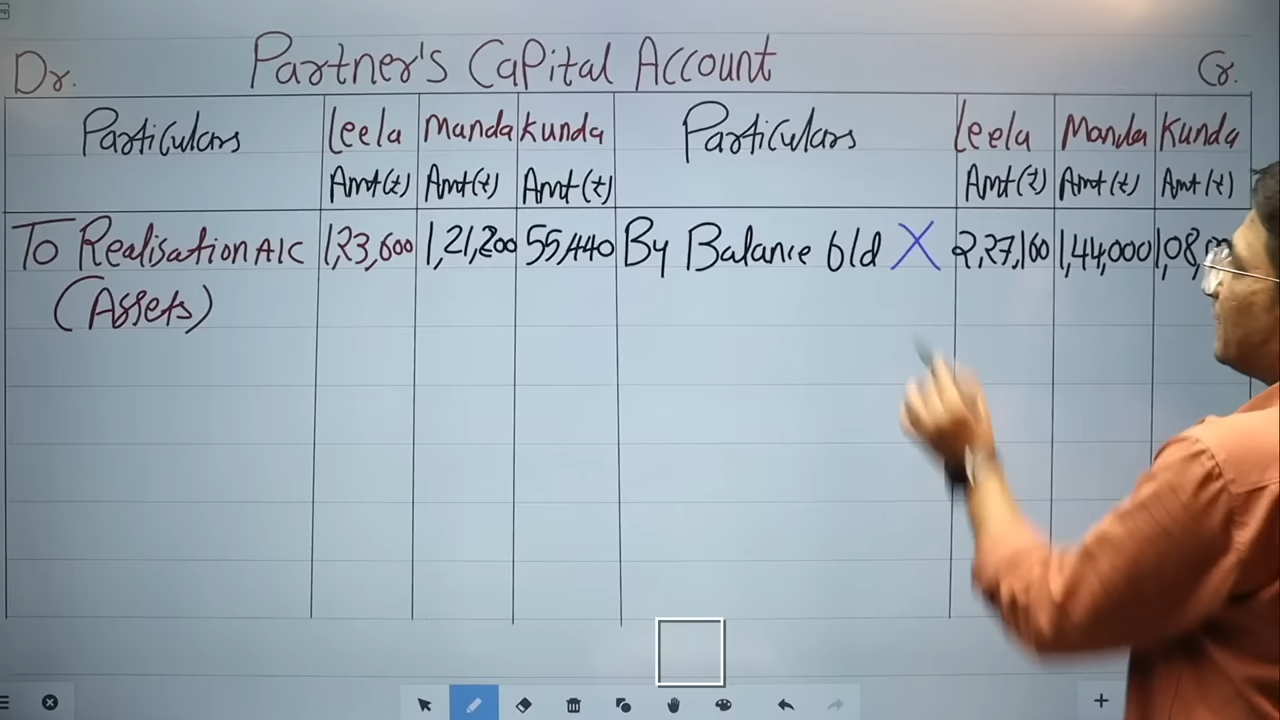 Dr. Partner's Capital Account Cr.
Particulars Leela Manda Kunda Particulars Leela Manda Kunda
Amt(₹) Amt(₹) Amt(₹) Amt(₹) Amt(₹) Amt(₹)
To Realisation A/C 1,23,600 1,21,200 55,440 By Balance b/d X 2,27,160 1,44,000
(Assets)